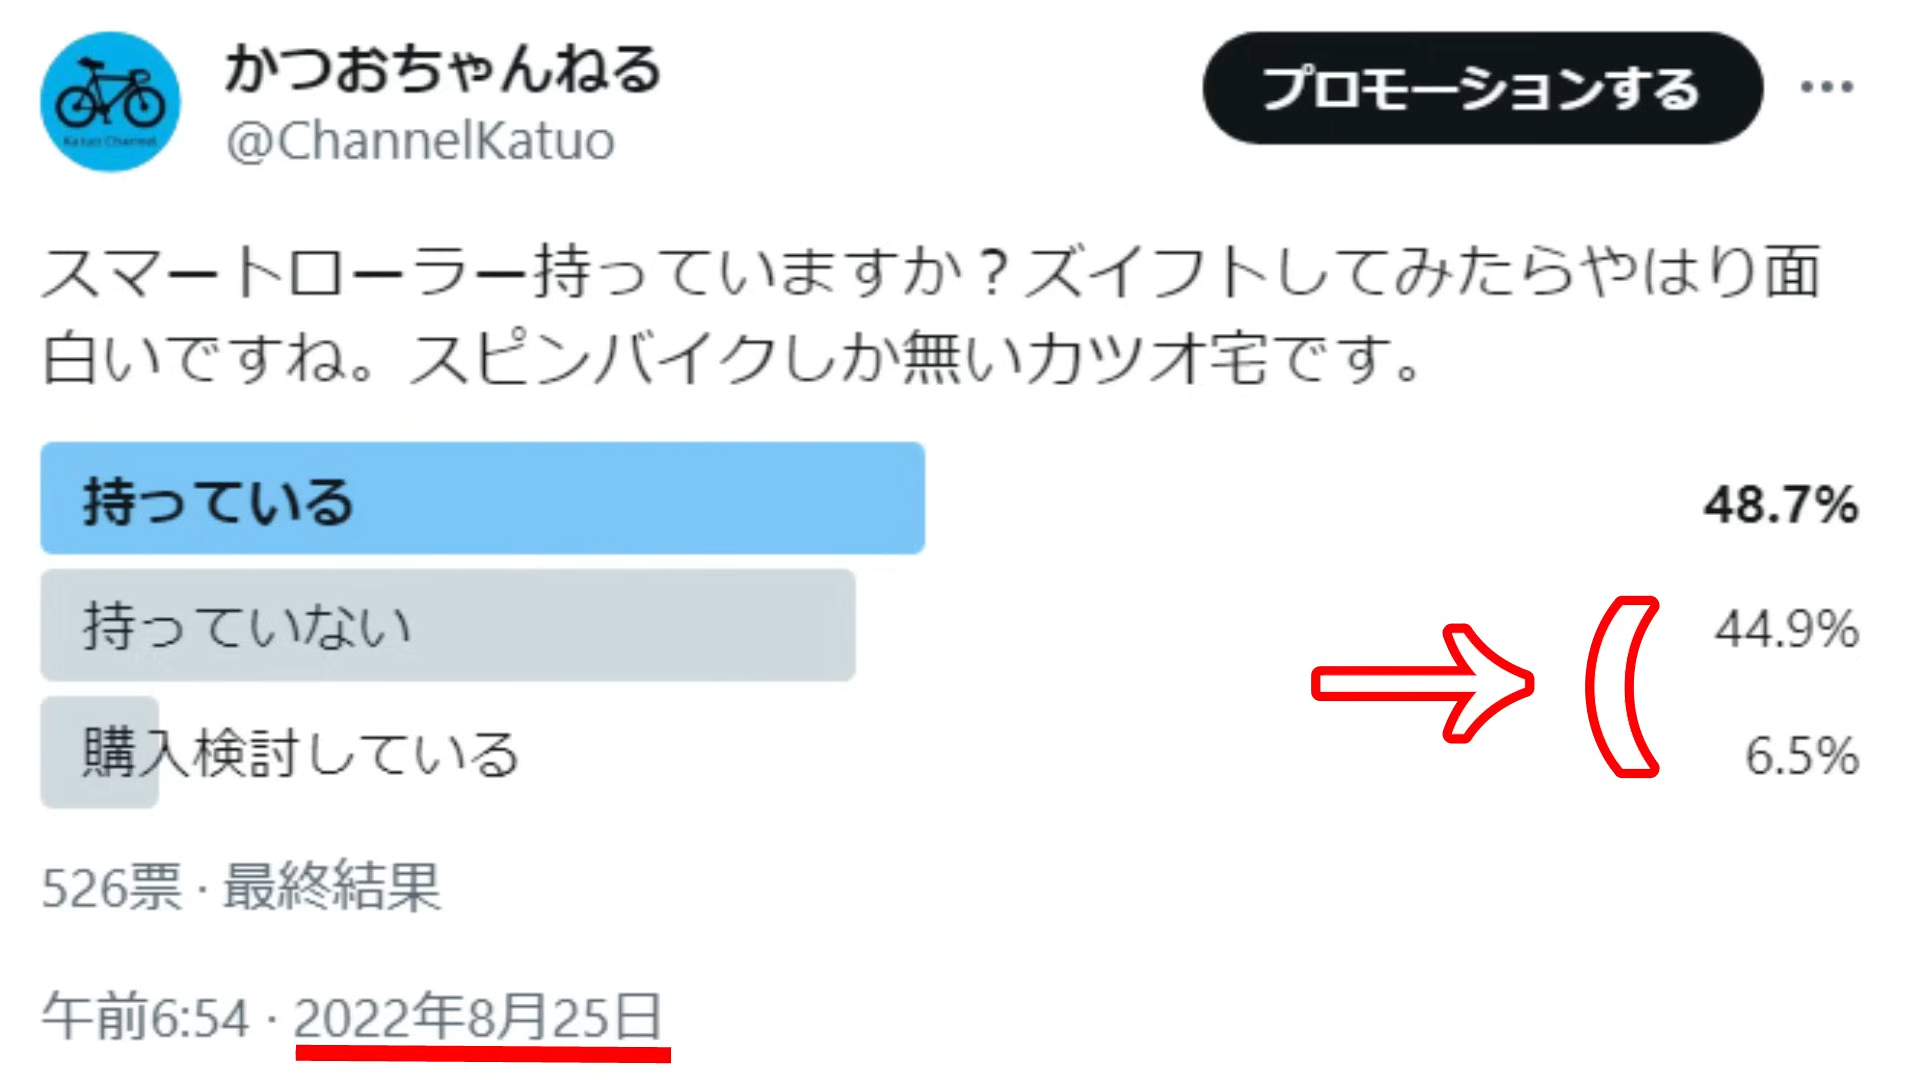 かつおちゃんねる
プロモーションする
@ChannelKatuo
Katuo Channel
スマートローラー持っていますか？ズイフトしてみたらやはり面
白いですね。スピンバイクしか無いカツオ宅です。
持っている 48.7%
持っていない 44.9%
購入検討している 6.5%
526票 · 最終結果
午前6:54 · 2022年8月25日